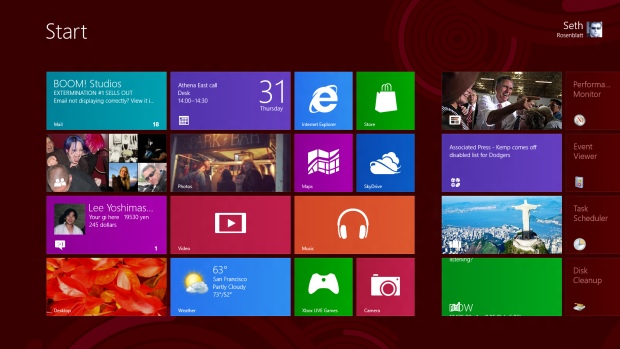 Start
Seth
Rosenblatt
BOOM! Studios
EXTERMINATION #1 SELLS OUT
Email not displaying correctly? View it i...
Mail
18
Athena East call
Desk
14:00–14:30
31
Thursday
Internet Explorer
Store
Performa...
Monitor
Photos
Maps
SkyDrive
Associated Press - Kemp comes off
disabled list for Dodgers
Event
Viewer
Lee Yoshimas...
Your gi here 19530 yen
245 dollars
1
Video
Music
Task
Scheduler
Desktop
63°
San Francisco
Partly Cloudy
73°/52°
Weather
Xbox LIVE Games
Camera
listening?
Disk
Cleanup